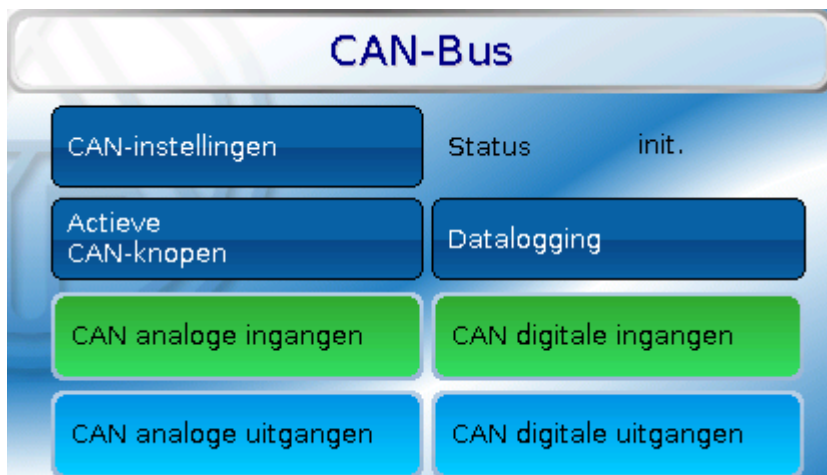 CAN-Bus
CAN-instellingen
Status init.
Actieve
CAN-knopen
Datalogging
CAN analoge ingangen
CAN digitale ingangen
CAN analoge uitgangen
CAN digitale uitgangen